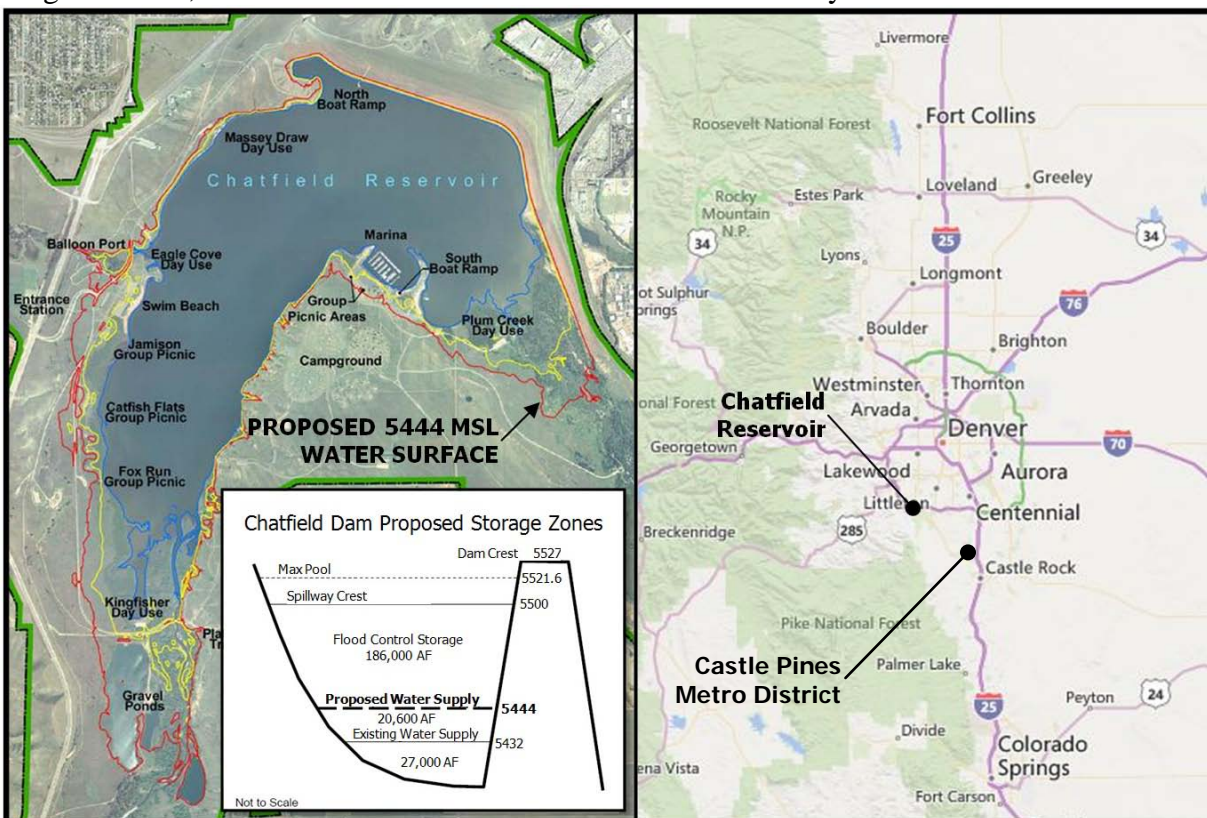 North
Boat Ramp
Massey Draw
Day Use
Chatfield Reservoir
Balloon Port
Eagle Cove
Day Use
Marina
South
Boat Ramp
Entrance
Station
Swim Beach
Group
Picnic Areas
Plum Creek
Day Use
Jamison
Group Picnic
Campground
Catfish Flats
Group Picnic
PROPOSED 5444 MSL
WATER SURFACE
Fox Run
Group Picnic
Kingfisher
Day Use
Gravel
Ponds
Chatfield Dam Proposed Storage Zones
Dam Crest 5527
Max Pool
5521.6
Spillway Crest
5500
Flood Control Storage
186,000 AF
Proposed Water Supply
5444
20,600 AF
Existing Water Supply
5432
27,000 AF
Not to Scale
Livermore
Fort Collins
Roosevelt National Forest
Loveland
Greeley
Estes Park
Rocky
Mountain
N.P.
34
25
34
Lyons
Longmont
76
Boulder
Brighton
Westminster
Thornton
Chatfield
Reservoir
Arvada
Denver
Georgetown
70
Lakewood
Aurora
Littleton
Centennial
285
Breckenridge
Castle Rock
Pike National Forest
Castle Pines
Metro District
Palmer Lake
Peyton
24
25
Divide
Colorado
Springs
Fort Carson